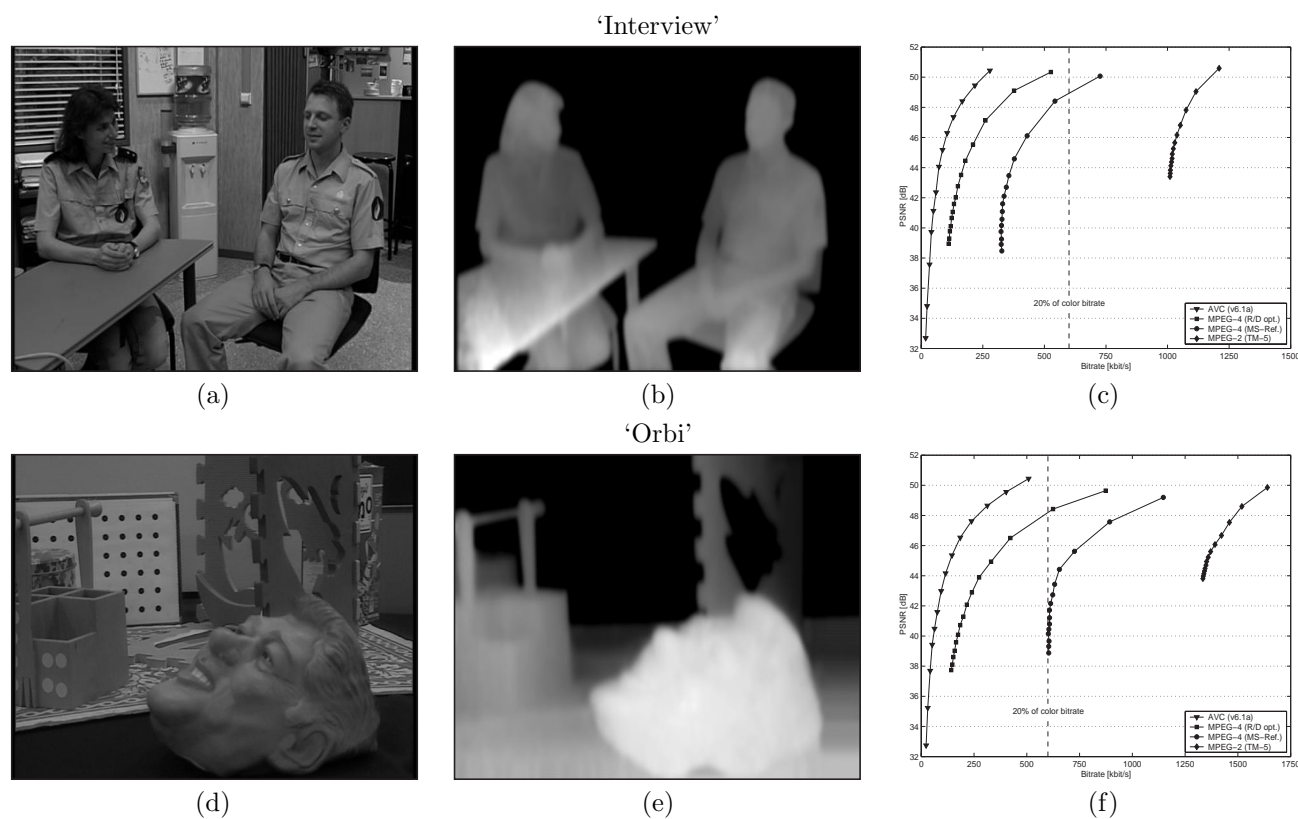 ‘Interview’
52
50
48
46
44
42
40
38
36
34
32
PSNR [dB]
20% of color bitrate
AVC (v6.1a)
MPEG−4 (R/D opt.)
MPEG−4 (MS−Ref.)
MPEG−2 (TM−5)
0 250 500 750 1000 1250 1500
Bitrate [kbit/s]
(a) (b) (c)
‘Orbi’
52
50
48
46
44
42
40
38
36
34
32
PSNR [dB]
20% of color bitrate
AVC (v6.1a)
MPEG−4 (R/D opt.)
MPEG−4 (MS−Ref.)
MPEG−2 (TM−5)
0 250 500 750 1000 1250 1500 1750
Bitrate [kbit/s]
(d) (e) (f)